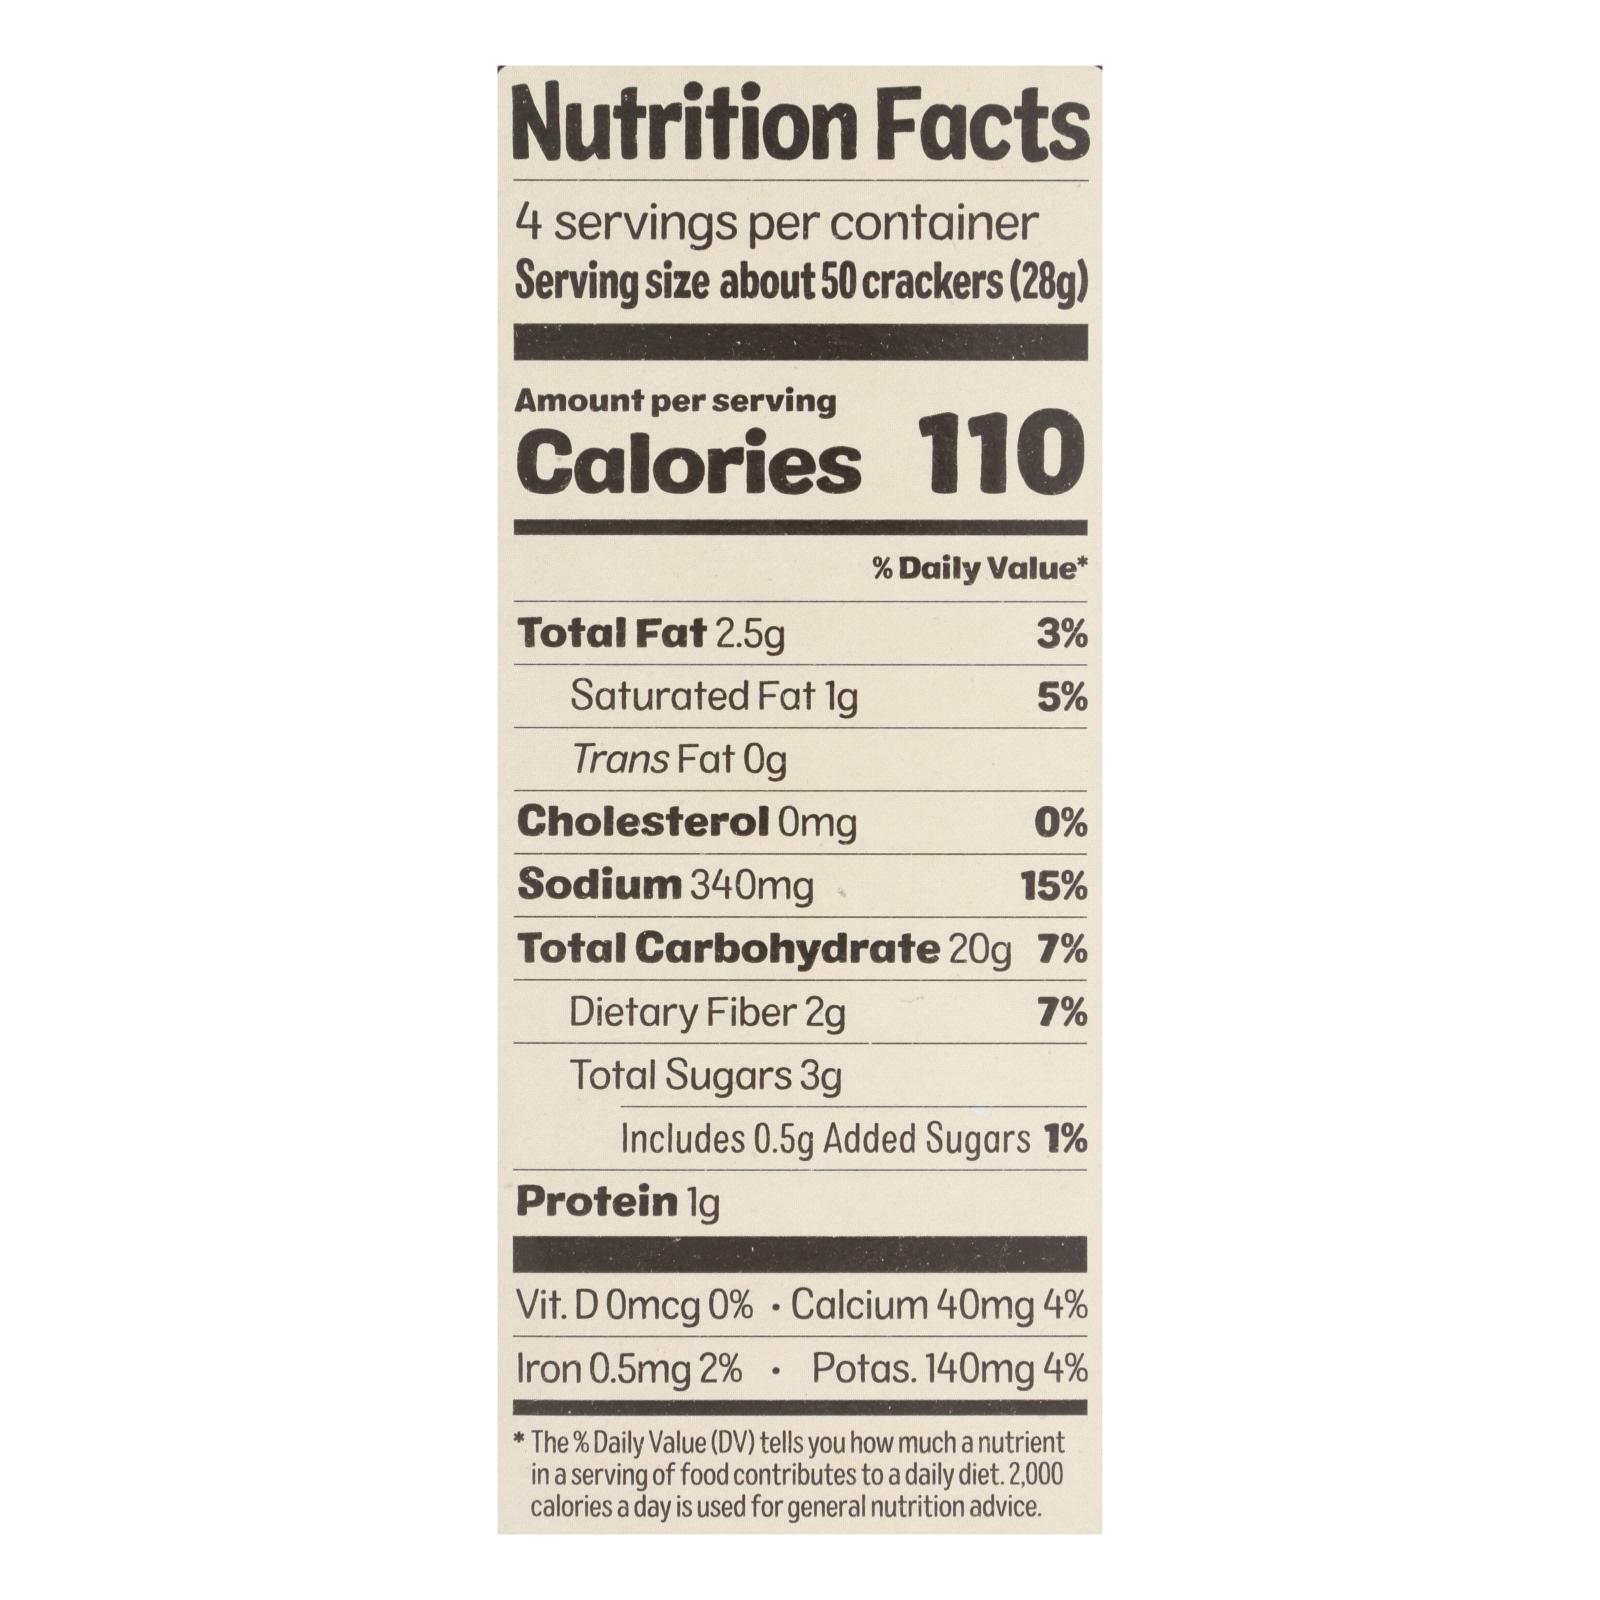 Nutrition Facts
4 servings per container
Serving size about 50 crackers (28g)
Amount per serving
Calories 110
% Daily Value*
Total Fat 2.5g 3%
Saturated Fat 1g 5%
Trans Fat 0g
Cholesterol 0mg 0%
Sodium 340mg 15%
Total Carbohydrate 20g 7%
Dietary Fiber 2g 7%
Total Sugars 3g
Includes 0.5g Added Sugars 1%
Protein 1g
Vit. D 0mcg 0% • Calcium 40mg 4%
Iron 0.5mg 2% • Potas. 140mg 4%
* The % Daily Value (DV) tells you how much a nutrient
in a serving of food contributes to a daily diet. 2,000
calories a day is used for general nutrition advice.